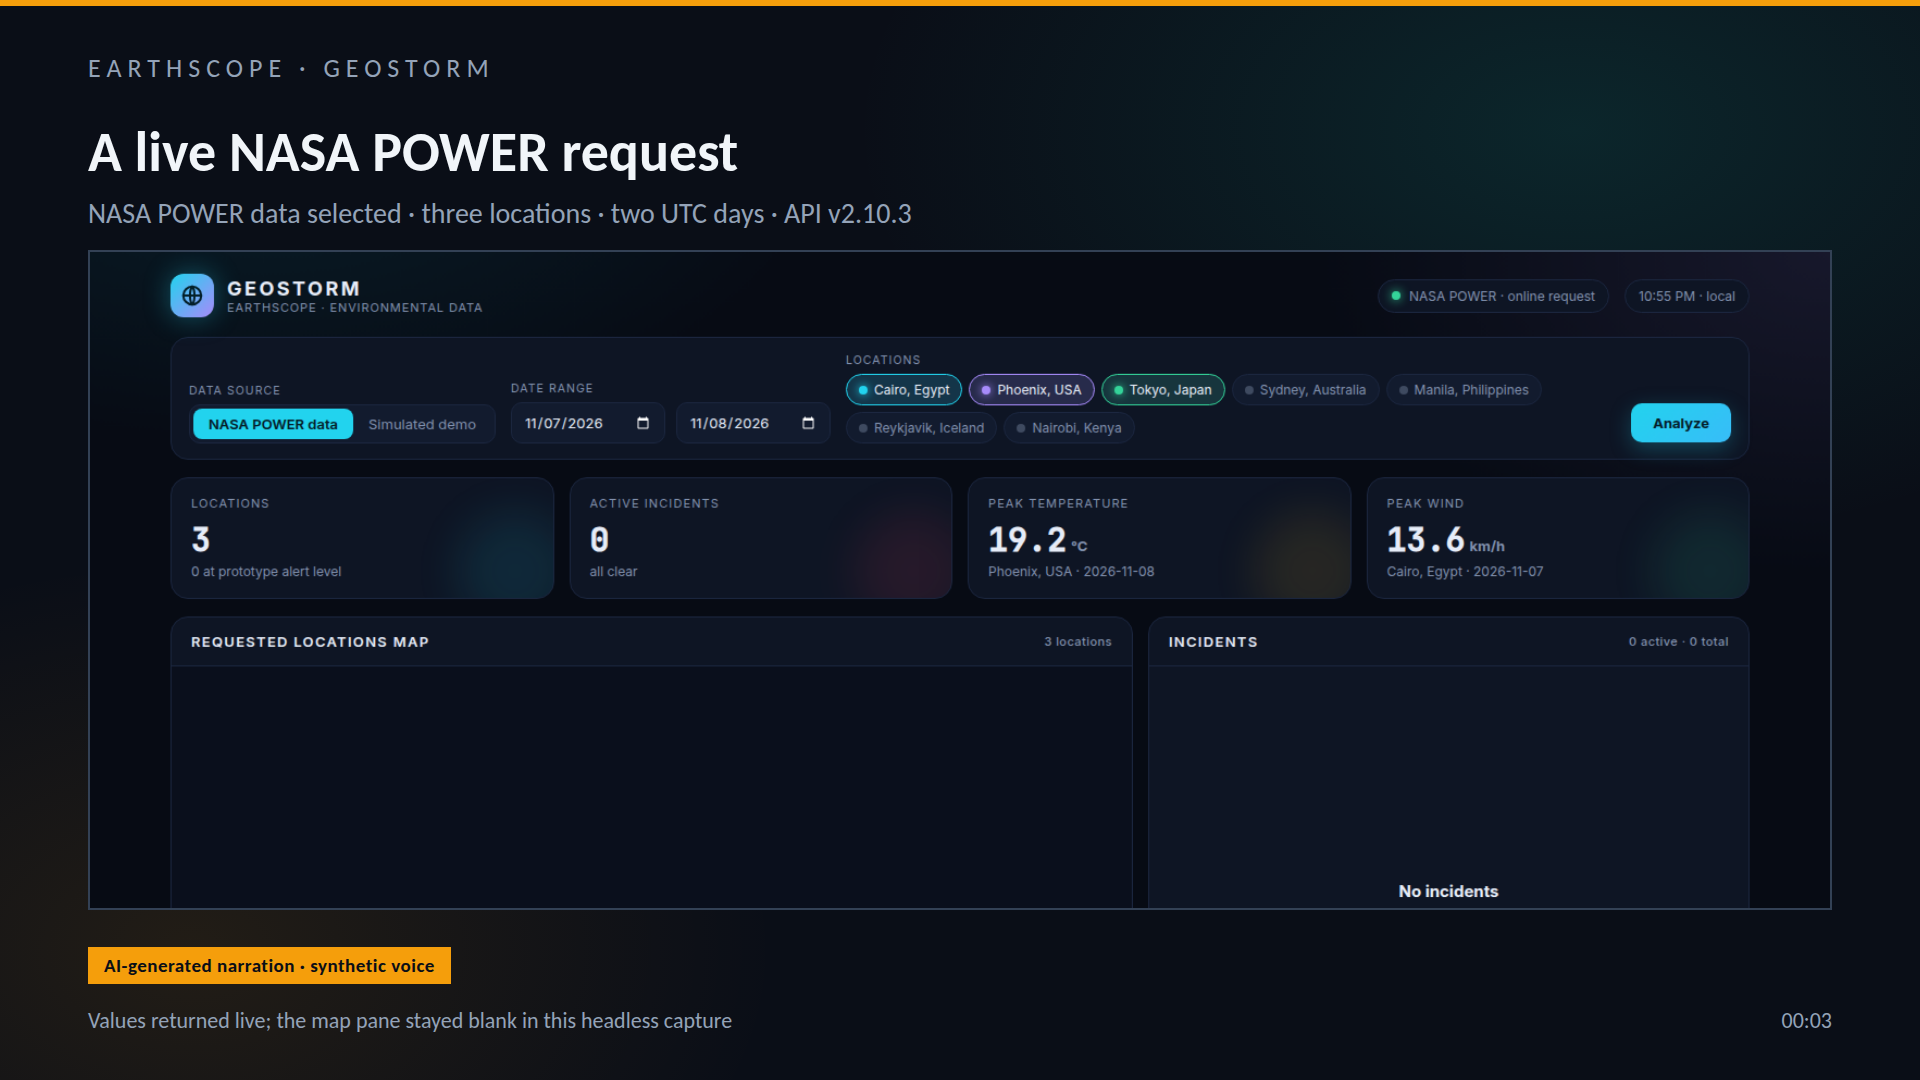 EARTHSCOPE · GEOSTORM
A live NASA POWER request
NASA POWER data selected · three locations · two UTC days · API v2.10.3
GEOSTORM
EARTHSCOPE · ENVIRONMENTAL DATA
NASA POWER · online request
10:55 PM · local
DATA SOURCE
NASA POWER data
Simulated demo
DATE RANGE
11/07/2026
11/08/2026
LOCATIONS
Cairo, Egypt
Phoenix, USA
Tokyo, Japan
Sydney, Australia
Manila, Philippines
Reykjavik, Iceland
Nairobi, Kenya
Analyze
LOCATIONS
3
0 at prototype alert level
ACTIVE INCIDENTS
0
all clear
PEAK TEMPERATURE
19.2 °C
Phoenix, USA · 2026-11-08
PEAK WIND
13.6 km/h
Cairo, Egypt · 2026-11-07
REQUESTED LOCATIONS MAP
3 locations
INCIDENTS
0 active · 0 total
No incidents
AI-generated narration · synthetic voice
Values returned live; the map pane stayed blank in this headless capture
00:03